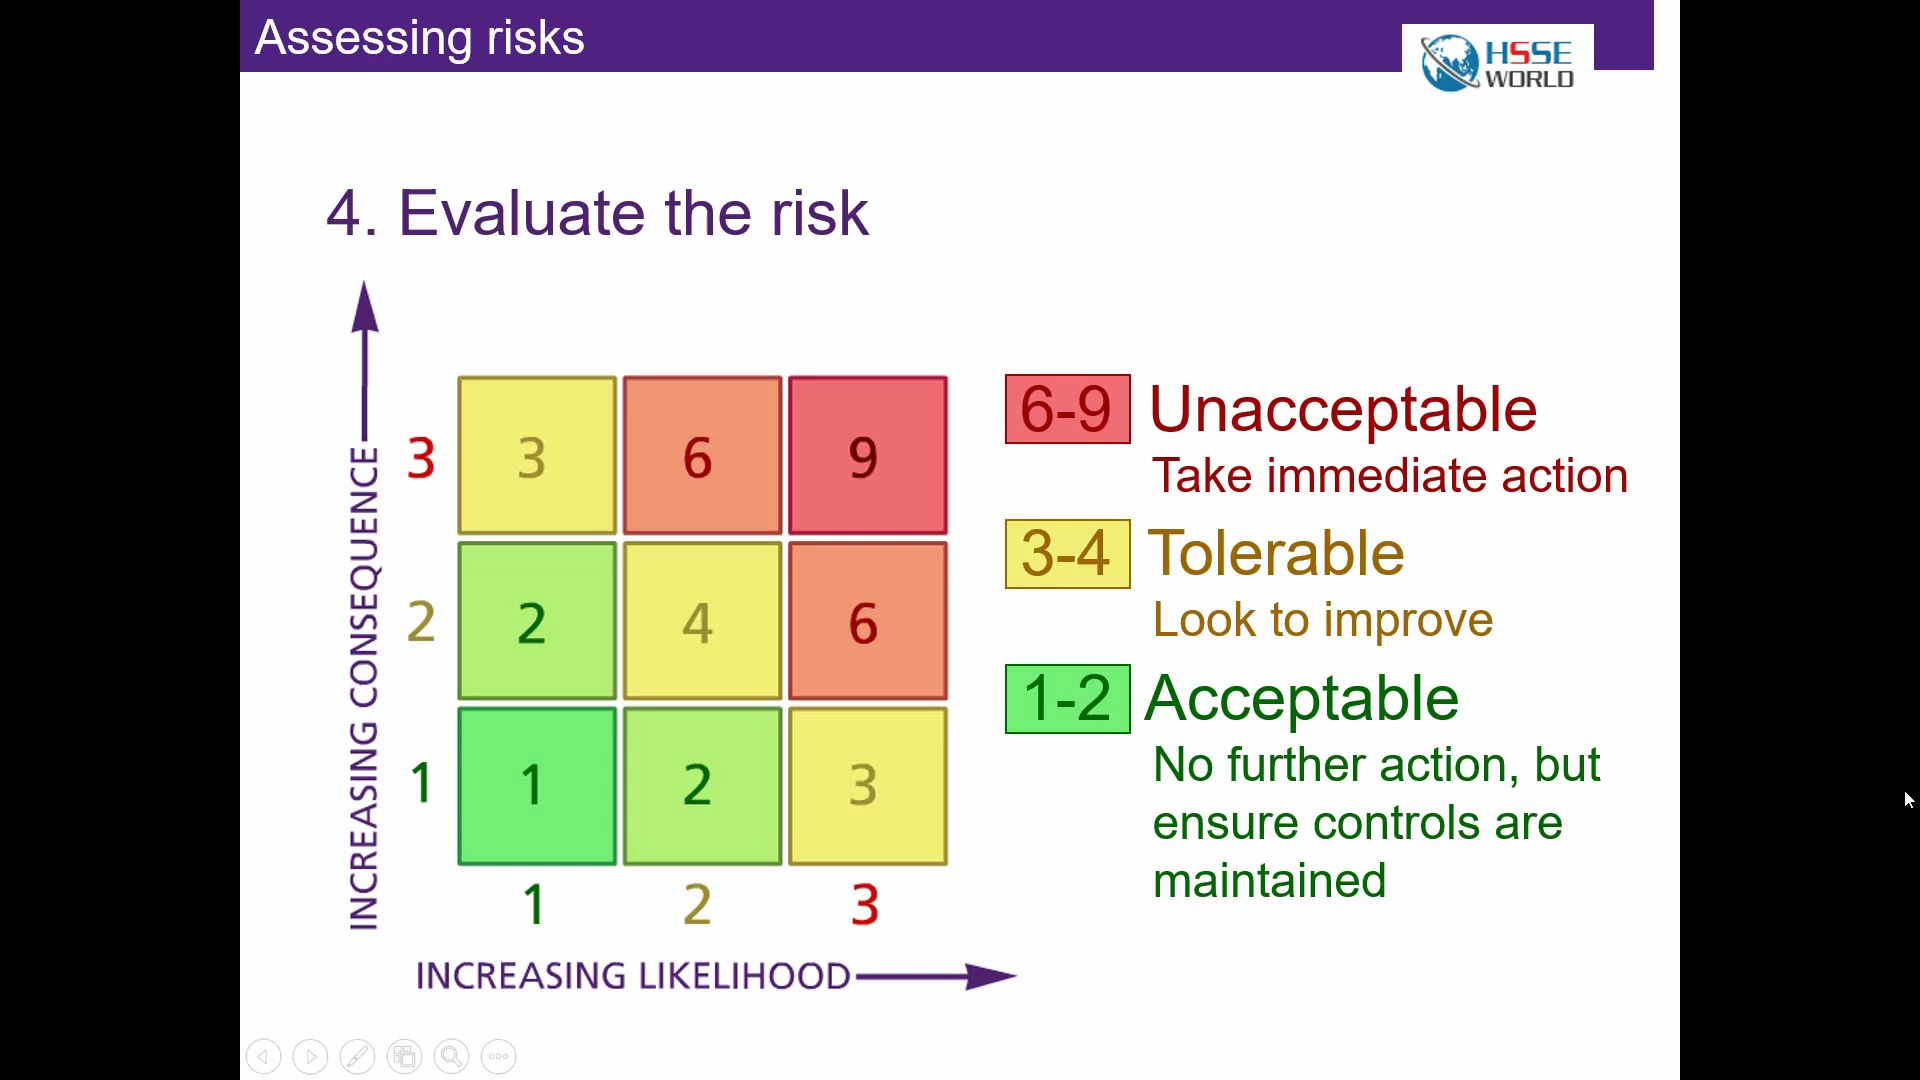 Assessing risks
HSSE
WORLD
4. Evaluate the risk
INCREASING CONSEQUENCE
3 3 6 9
2 2 4 6
1 1 2 3
1 2 3
INCREASING LIKELIHOOD
6-9 Unacceptable
Take immediate action
3-4 Tolerable
Look to improve
1-2 Acceptable
No further action, but
ensure controls are
maintained